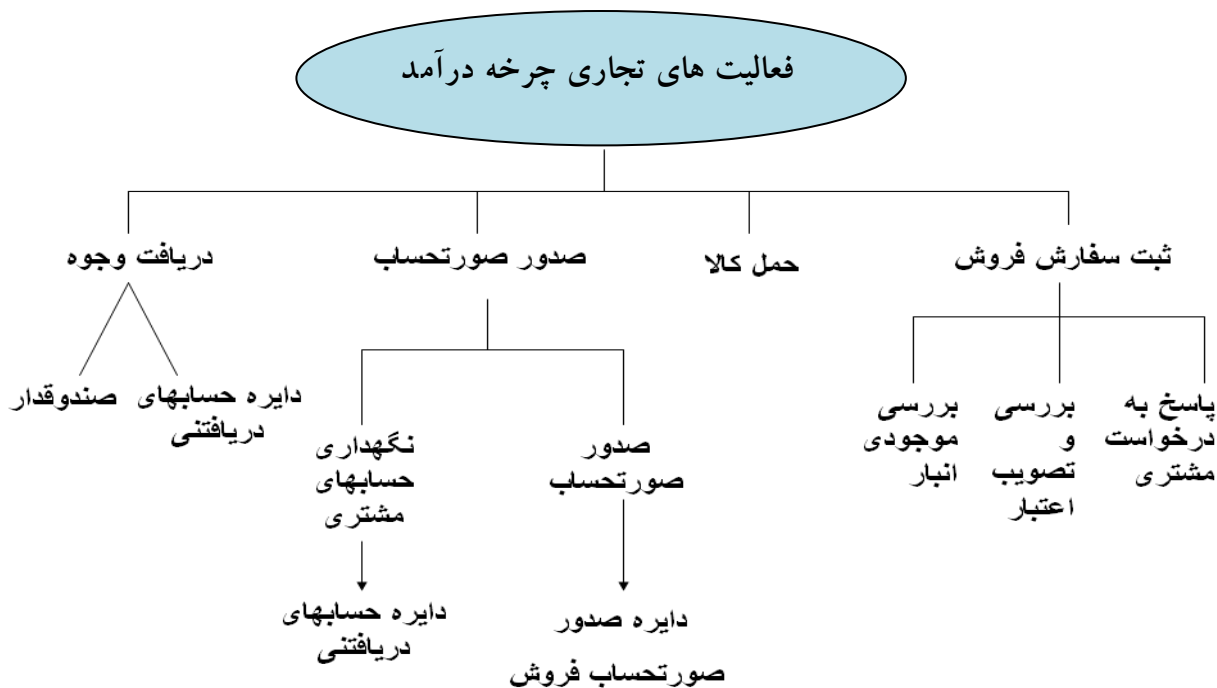 فعالیت های تجاری چرخه درآمد
ثبت سفارش فروش
حمل کالا
صدور صورتحساب
دریافت وجوه
پاسخ به
درخواست
مشتری
بررسی
و
تصویب
اعتبار
بررسی
موجودی
انبار
صدور
صورتحساب
نگهداری
حسابهای
مشتری
دایره حسابهای
دریافتنی
صندوقدار
دایره صدور
صورتحساب فروش
دایره حسابهای
دریافتنی